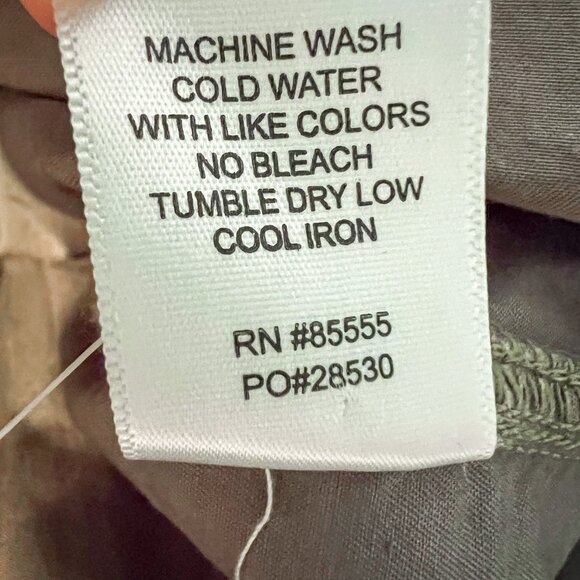 MACHINE WASH
COLD WATER
WITH LIKE COLORS
NO BLEACH
TUMBLE DRY LOW
COOL IRON
RN #85555
PO#28530